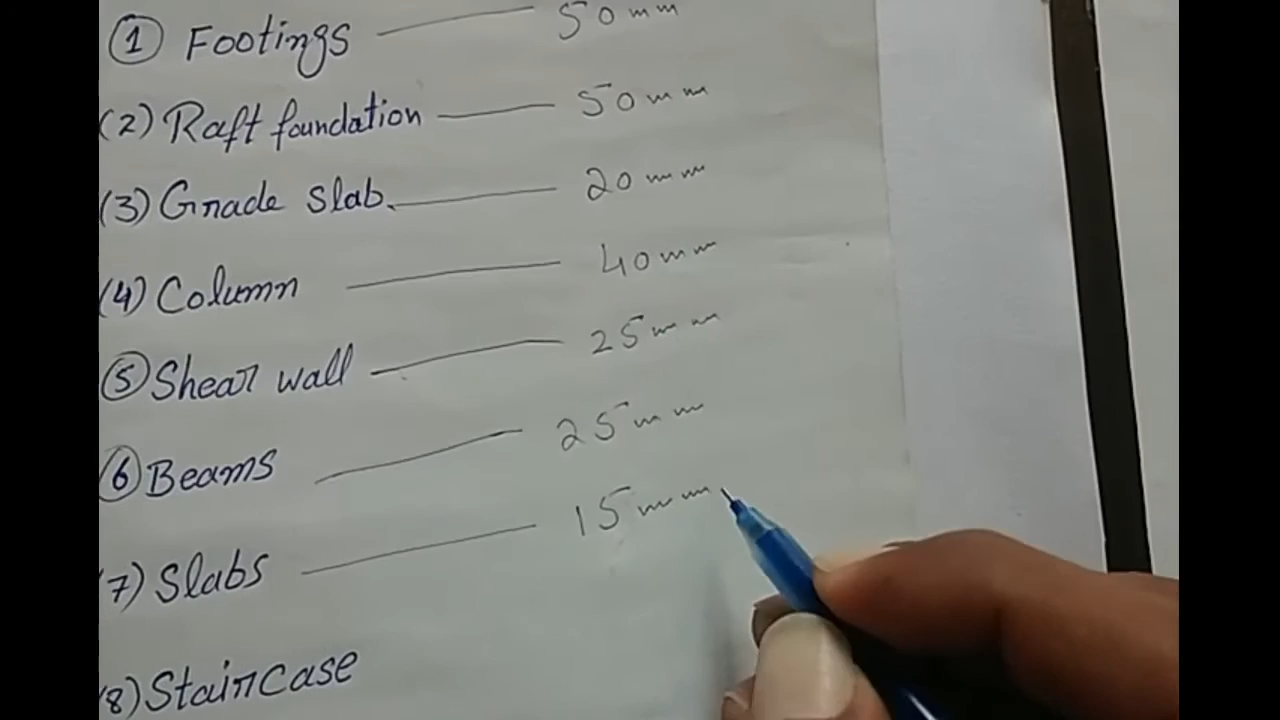 ① Footings —— 50mm
(2) Raft foundation —— 50mm
(3) Grade slab. —— 20mm
(4) Column —— 40mm
⑤ Shear wall —— 25mm
⑥ Beams —— 25mm
(7) Slabs —— 15mm
(8) Staircase